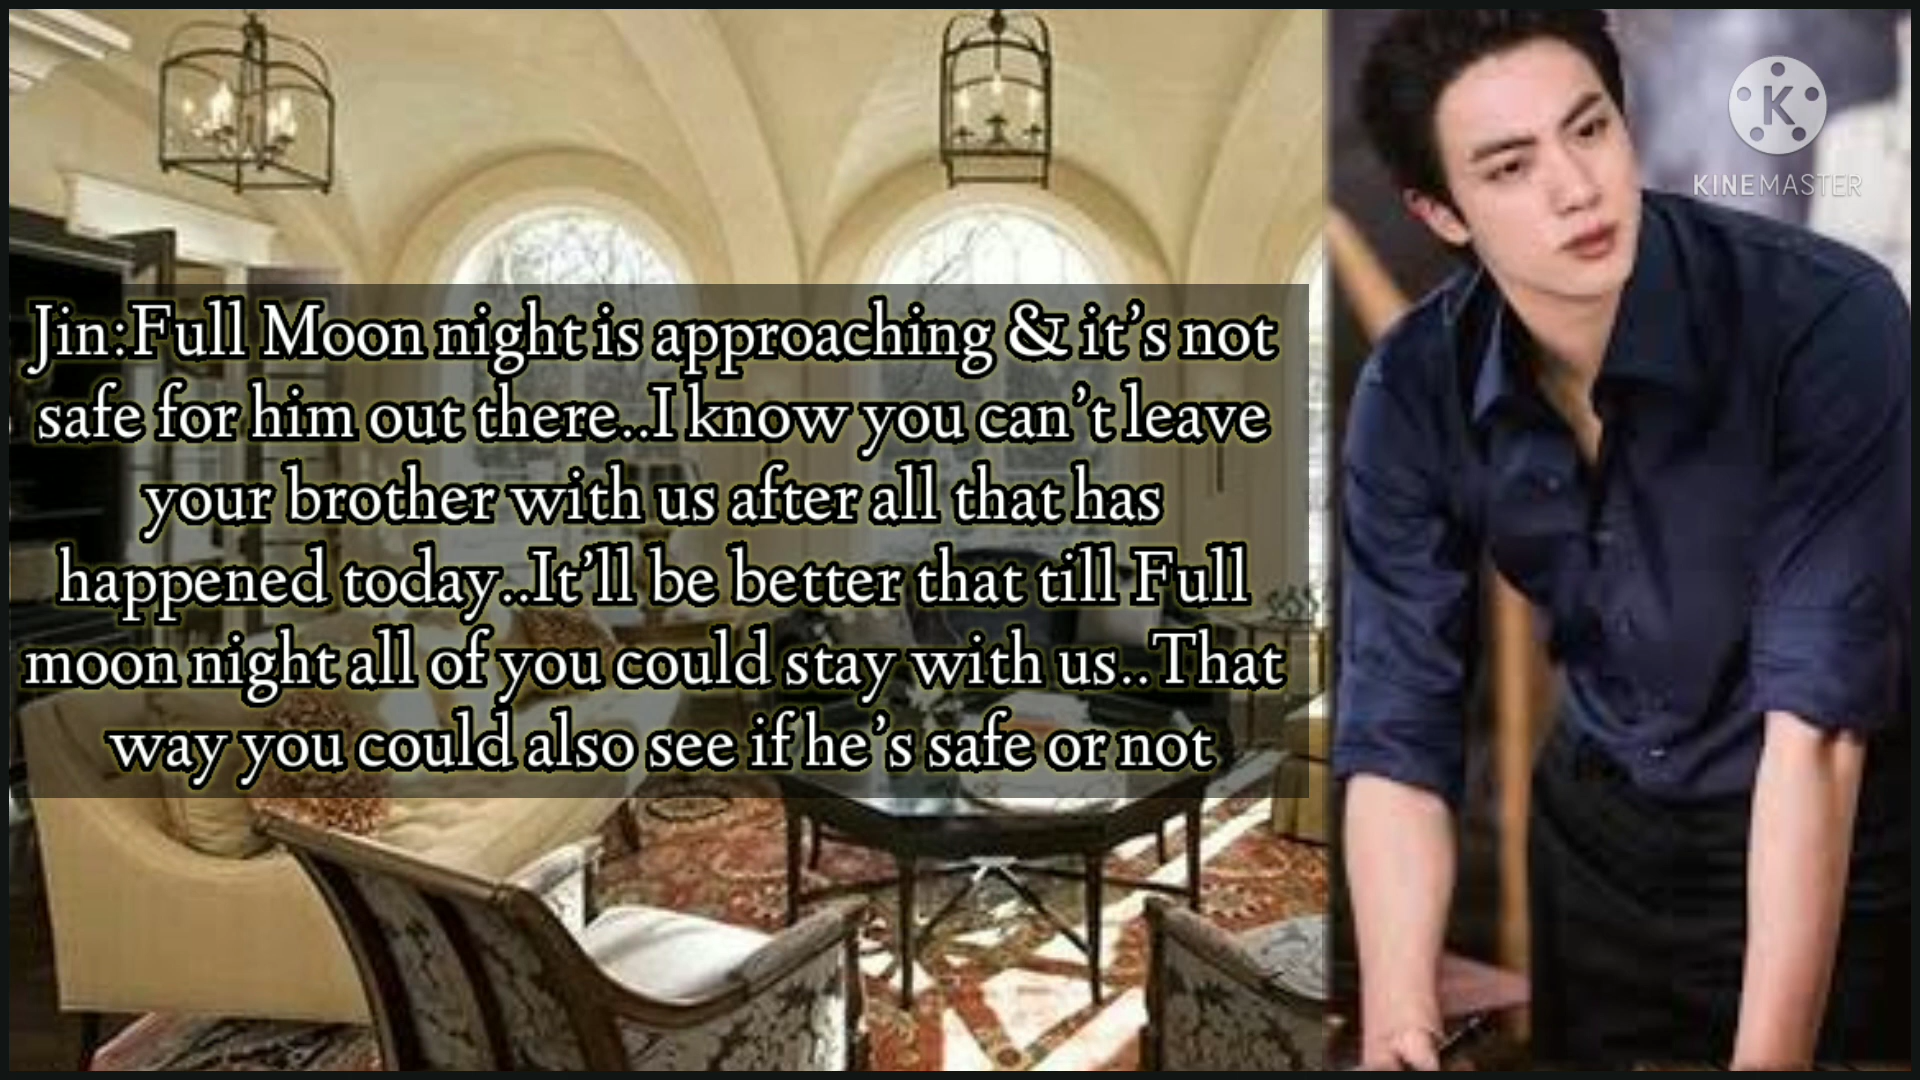 Jin:Full Moon night is approaching & it's not
safe for him out there..I know you can't leave
your brother with us after all that has
happened today..It'll be better that till Full
moon night all of you could stay with us..That
way you could also see if he's safe or not
K
KINEMASTER